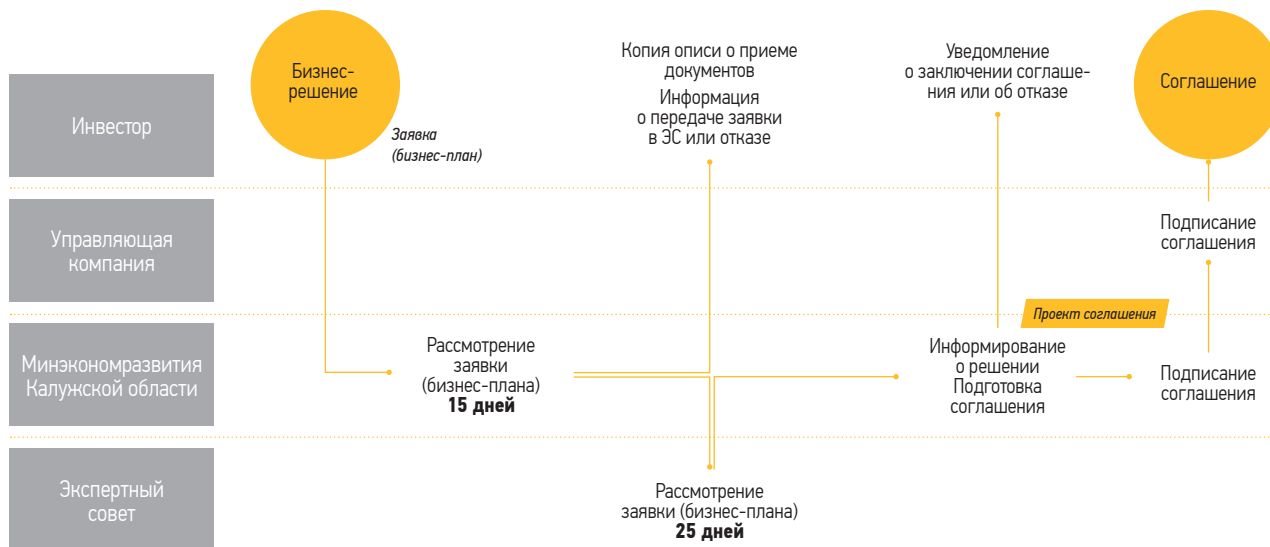 Инвестор
Бизнес-
решение
Заявка
(бизнес-план)
Копия описи о приеме
документов
Информация
о передаче заявки
в ЭС или отказе
Уведомление
о заключении соглаше-
ния или об отказе
Соглашение
Управляющая
компания
Подписание
соглашения
Минэкономразвития
Калужской области
Рассмотрение
заявки
(бизнес-плана)
15 дней
Проект соглашения
Информирование
о решении
Подготовка
соглашения
Подписание
соглашения
Экспертный
совет
Рассмотрение
заявки (бизнес-плана)
25 дней